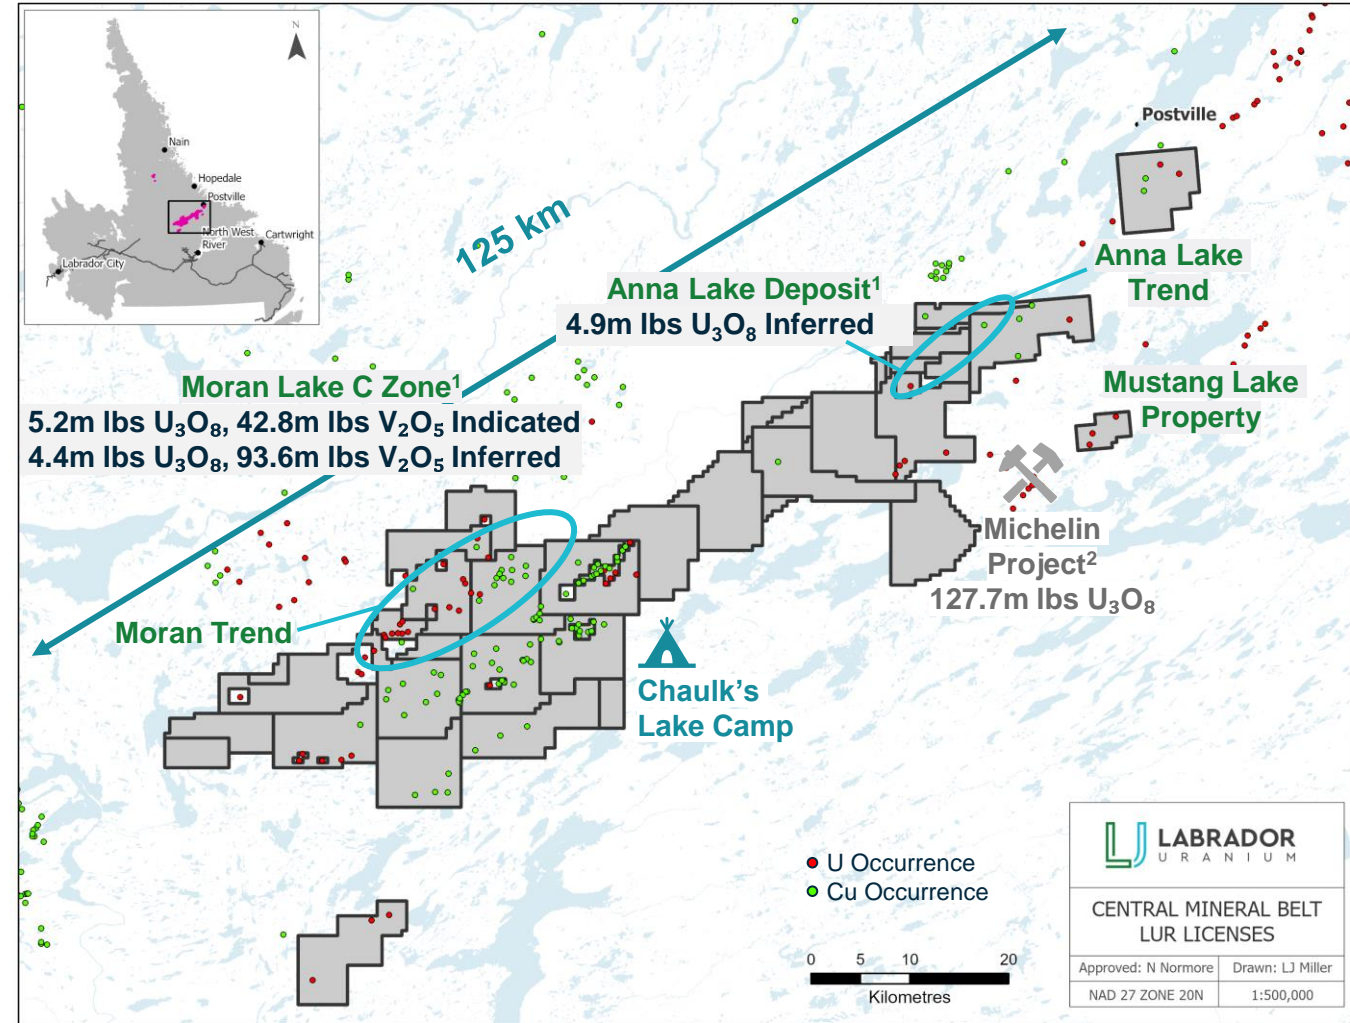 N
Nain
Hopedale
Postville
North West
River
Cartwright
Labrador City
125 km
Postville
Anna Lake
Trend
Anna Lake Deposit¹
4.9m lbs U₃O₈ Inferred
Mustang Lake
Property
Moran Lake C Zone¹
5.2m lbs U₃O₈, 42.8m lbs V₂O₅ Indicated
4.4m lbs U₃O₈, 93.6m lbs V₂O₅ Inferred
Michelin
Project²
127.7m lbs U₃O₈
Moran Trend
Chaulk's
Lake Camp
U Occurrence
Cu Occurrence
0 5 10 20
Kilometres
LABRADOR
URANIUM
CENTRAL MINERAL BELT
LUR LICENSES
Approved: N Normore Drawn: LJ Miller
NAD 27 ZONE 20N 1:500,000